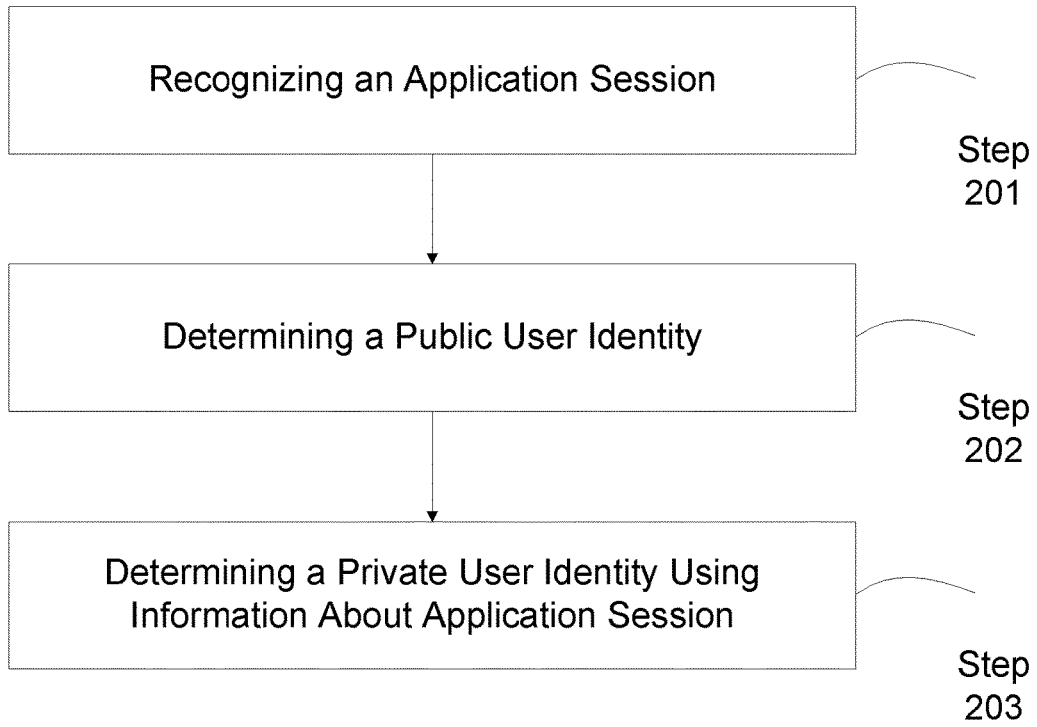 Recognizing an Application Session
Step
201
Determining a Public User Identity
Step
202
Determining a Private User Identity Using
Information About Application Session
Step
203